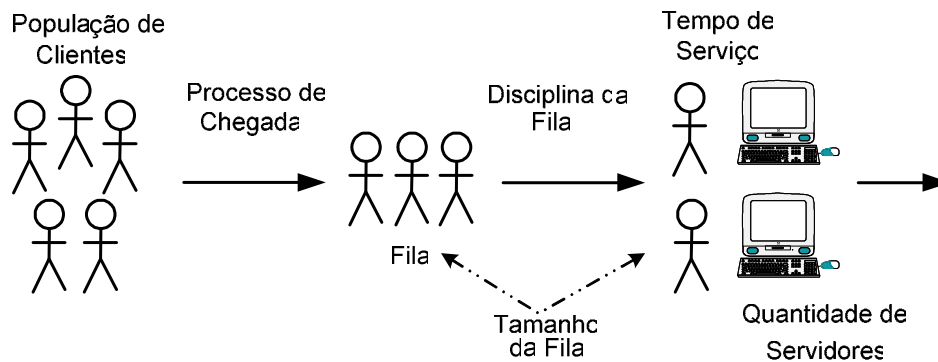 População de
Clientes
Processo de
Chegada
Fila
Disciplina da
Fila
Tamanho
da Fila
Tempo de
Serviço
Quantidade de
Servidores